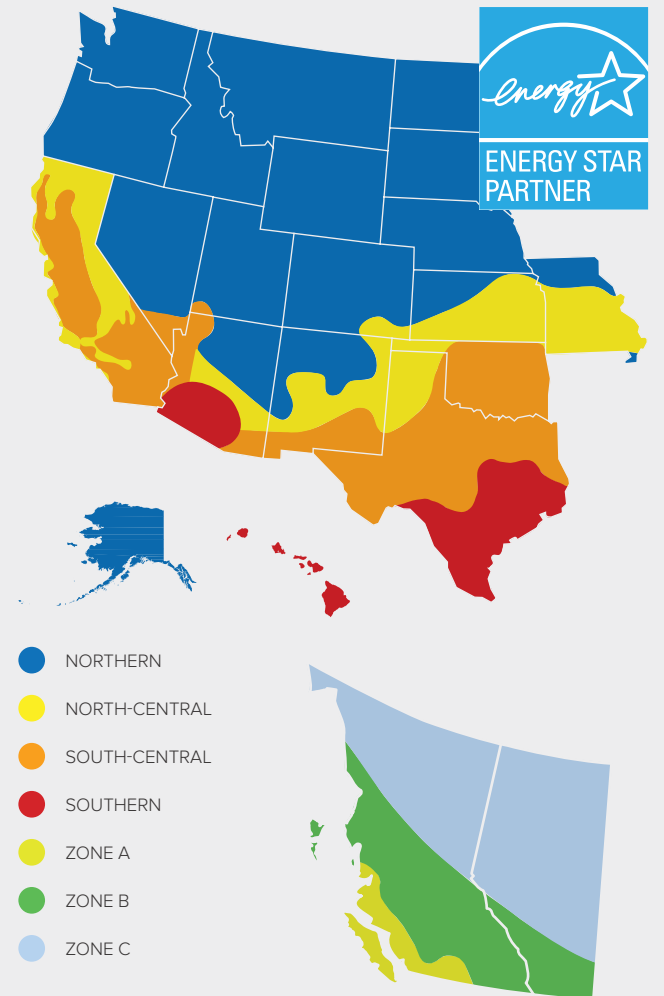 energy
ENERGY STAR
PARTNER
NORTHERN
NORTH-CENTRAL
SOUTH-CENTRAL
SOUTHERN
ZONE A
ZONE B
ZONE C